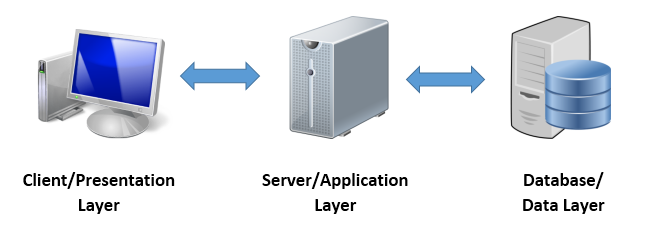 Client/Presentation
Layer
Server/Application
Layer
Database/
Data Layer